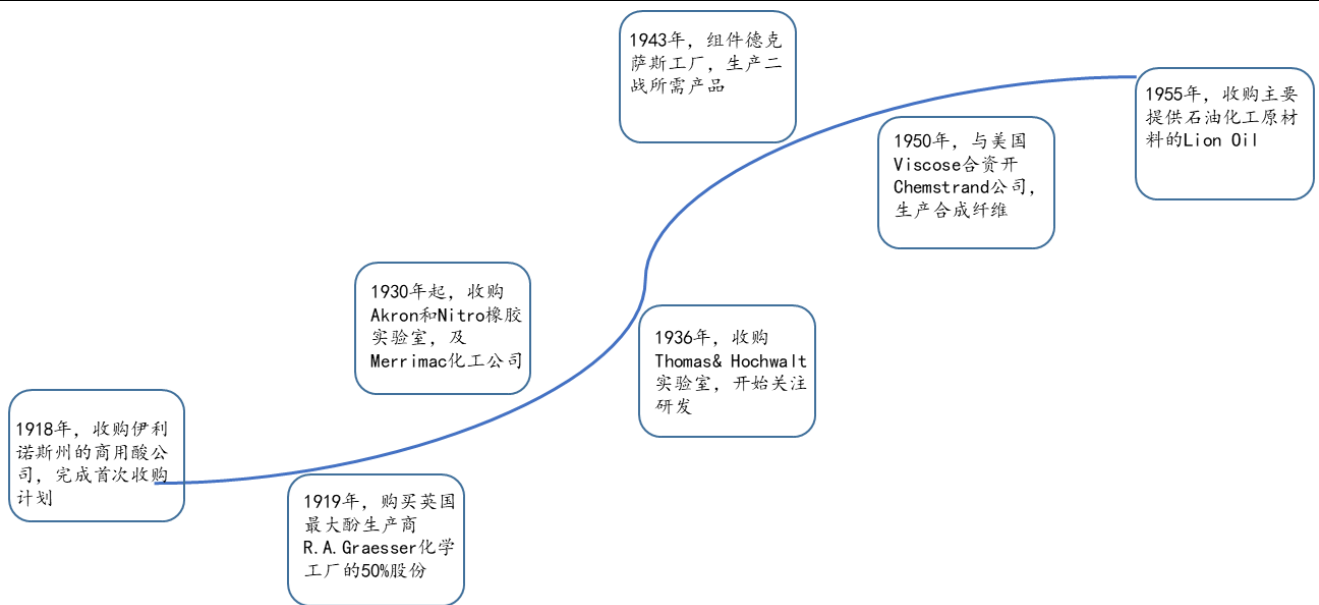 1918年，收购伊利
诺斯州的商用酸公
司，完成首次收购
计划
1919年，购买英国
最大酚生产商
R.A.Graesser化学
工厂的50%股份
1930年起，收购
Akron和Nitro橡胶
实验室，及
Merrimac化工公司
1936年，收购
Thomas& Hochwalt
实验室，开始关注
研发
1943年，组件德克
萨斯工厂，生产二
战所需产品
1950年，与美国
Viscose合资开
Chemstrand公司，
生产合成纤维
1955年，收购主要
提供石油化工原材
料的Lion Oil